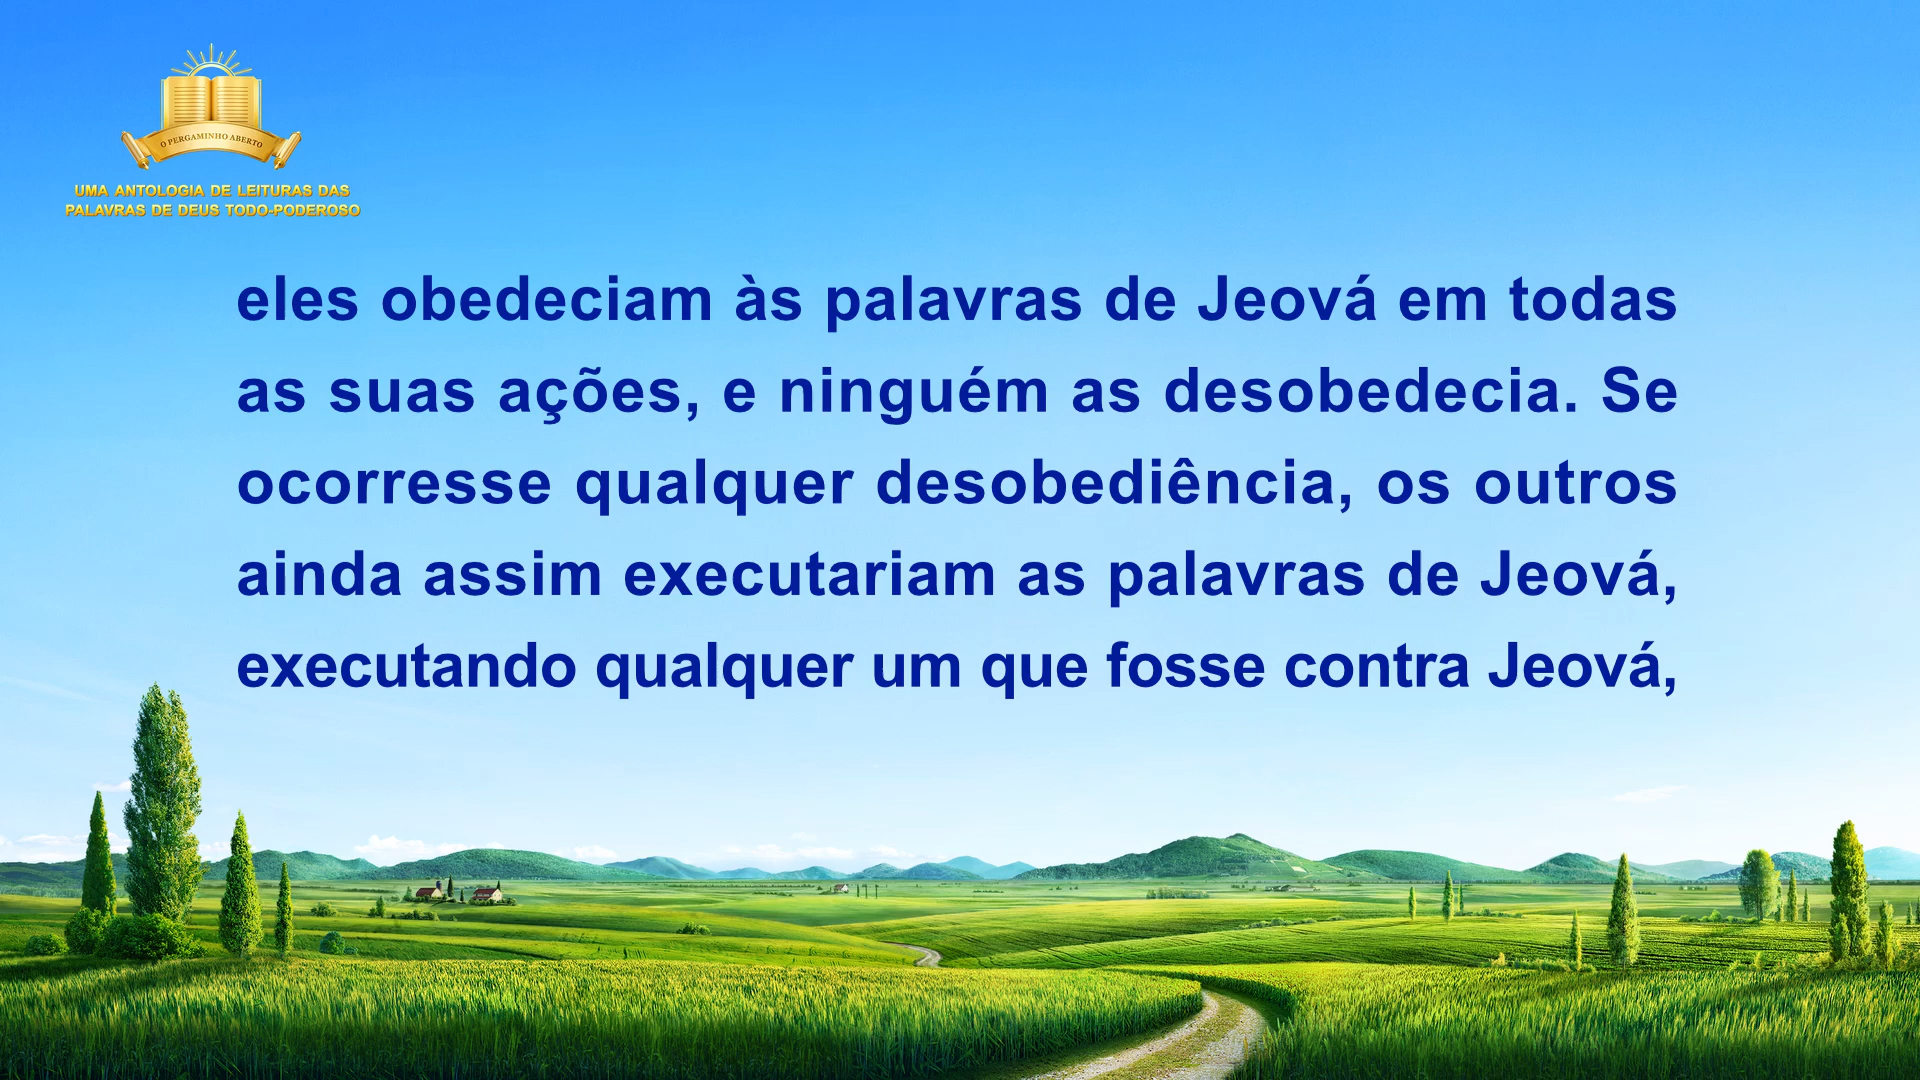 O PERGAMINHO ABERTO
UMA ANTOLOGIA DE LEITURAS DAS
PALAVRAS DE DEUS TODO-PODEROSO
eles obedeciam às palavras de Jeová em todas
as suas ações, e ninguém as desobedecia. Se
ocorresse qualquer desobediência, os outros
ainda assim executariam as palavras de Jeová,
executando qualquer um que fosse contra Jeová,